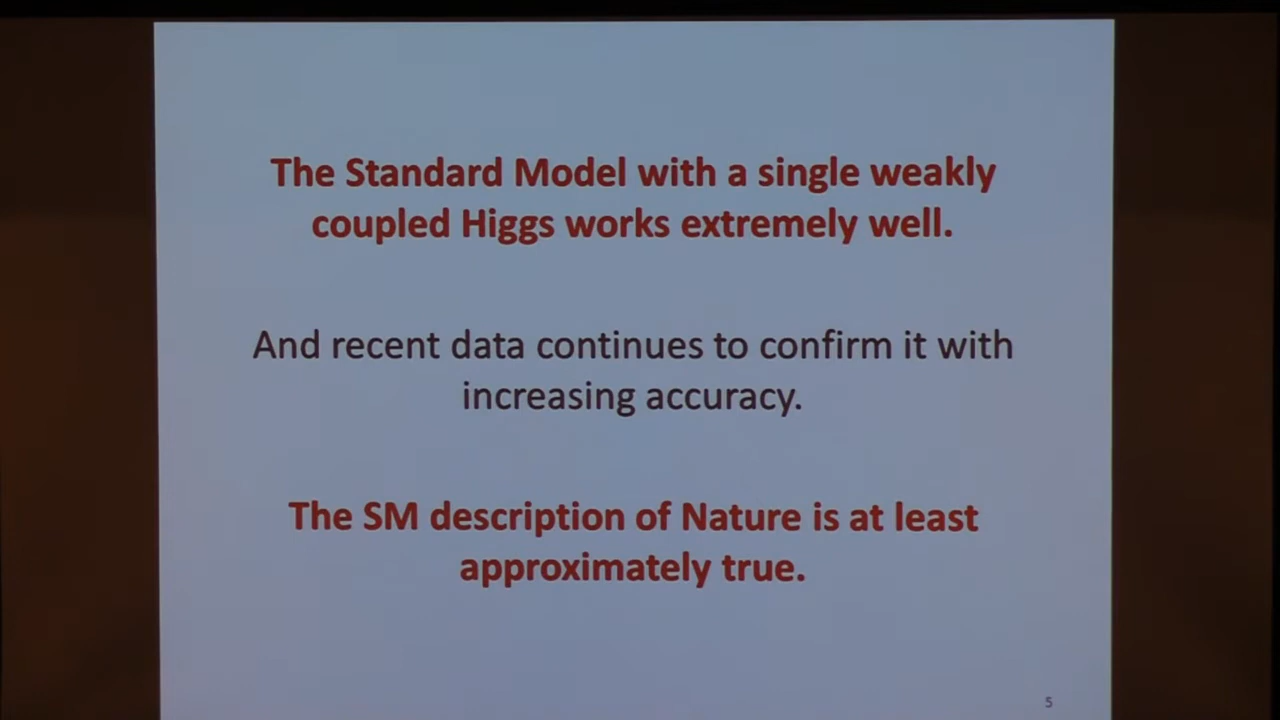 The Standard Model with a single weakly
coupled Higgs works extremely well.
And recent data continues to confirm it with
increasing accuracy.
The SM description of Nature is at least
approximately true.
5